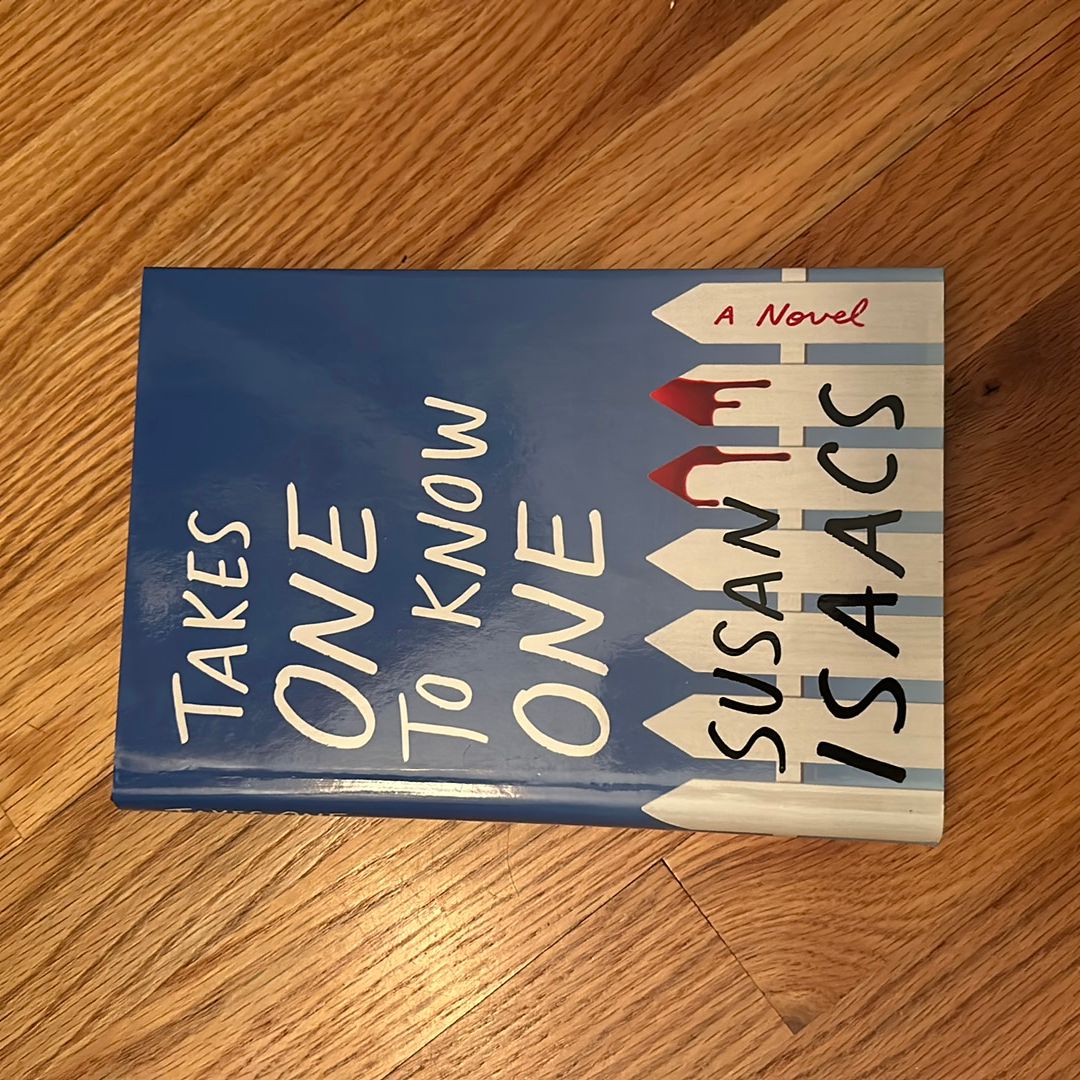 TAKES
ONE
TO KNOW
ONE
A Novel
SUSAN
ISAACS